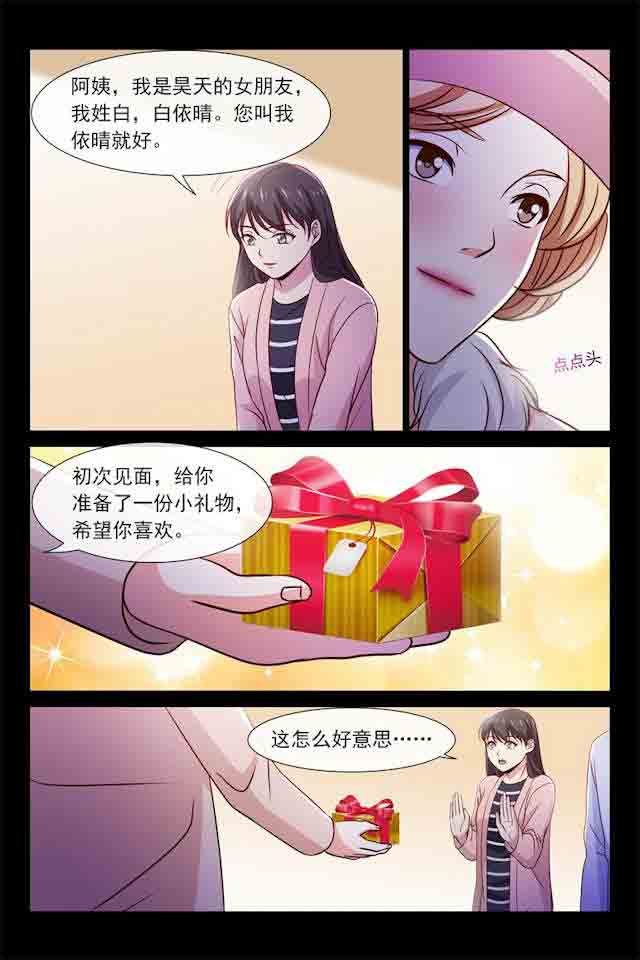 阿姨，我是昊天的女朋友，
我姓白，白依晴。您叫我
依晴就好。
点点头
初次见面，给你
准备了一份小礼物，
希望你喜欢。
这怎么好意思……